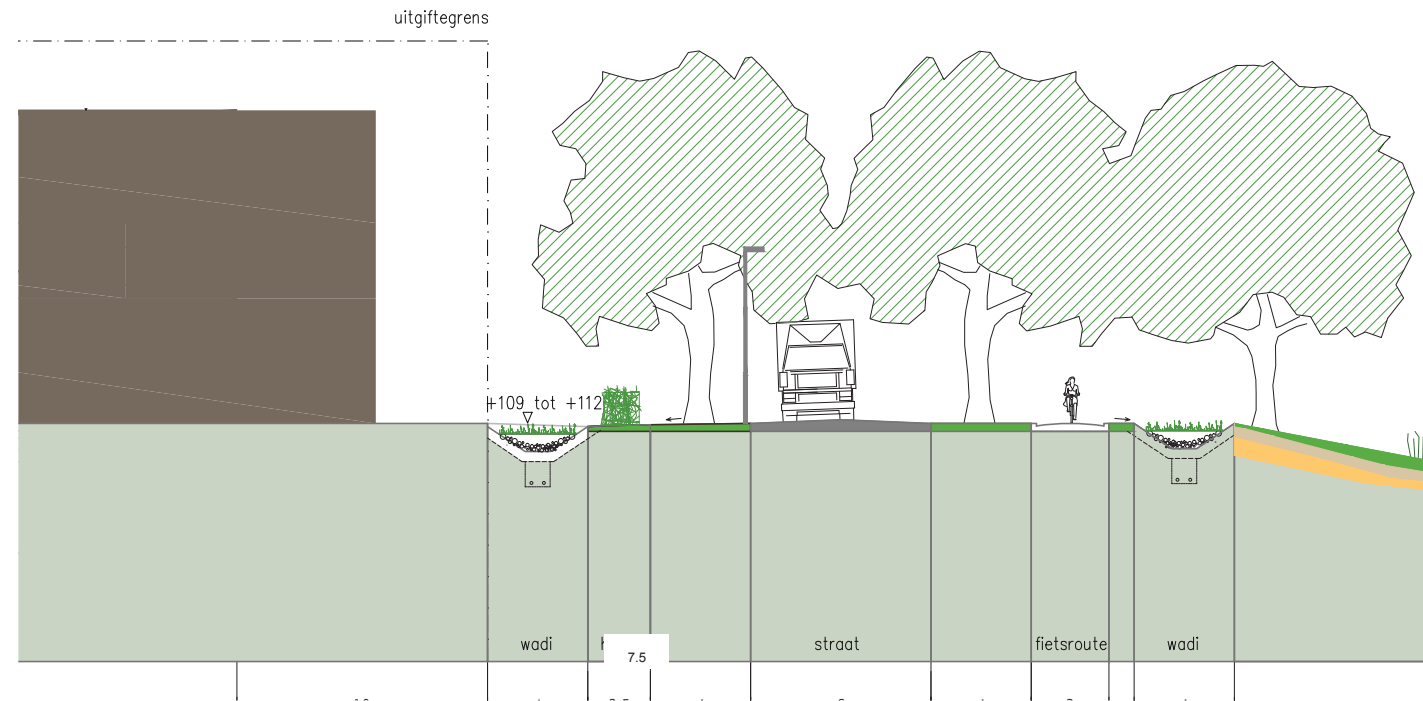 uitgiftegrens
+109 tot +112
wadi
straat
fietsroute
wadi
7.5